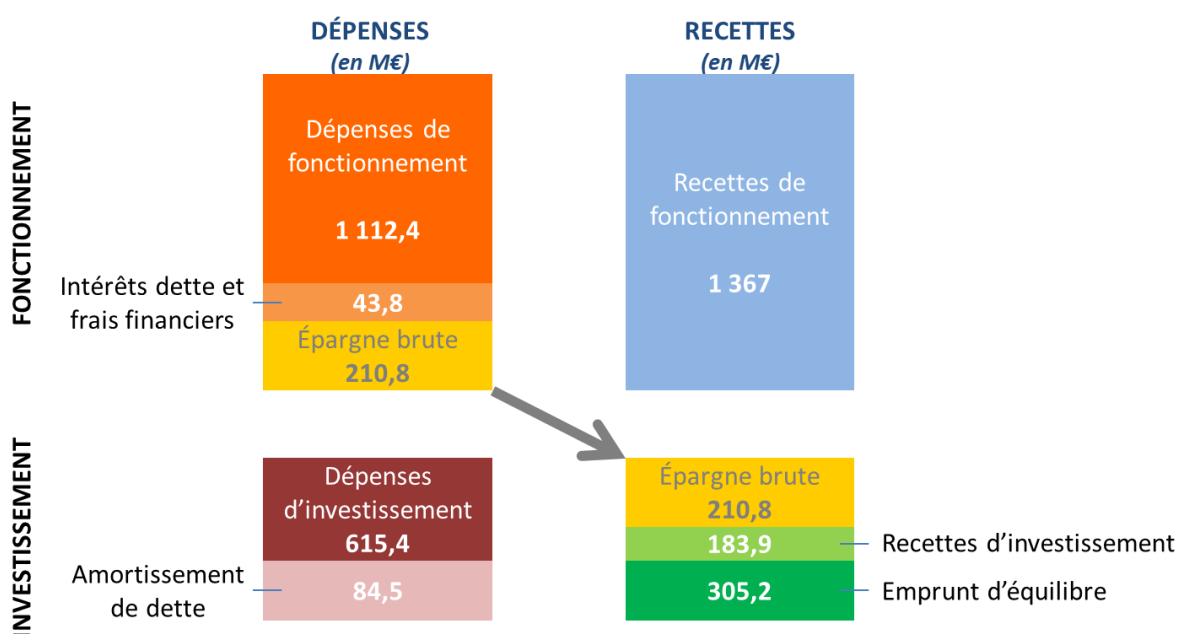 DÉPENSES
(en M€)
RECETTES
(en M€)
FONCTIONNEMENT
Dépenses de
fonctionnement
1 112,4
Intérêts dette et
frais financiers
43,8
Épargne brute
210,8
Recettes de
fonctionnement
1 367
INVESTISSEMENT
Dépenses
d’investissement
615,4
Amortissement
de dette
84,5
Épargne brute
210,8
183,9
Recettes d’investissement
305,2
Emprunt d’équilibre